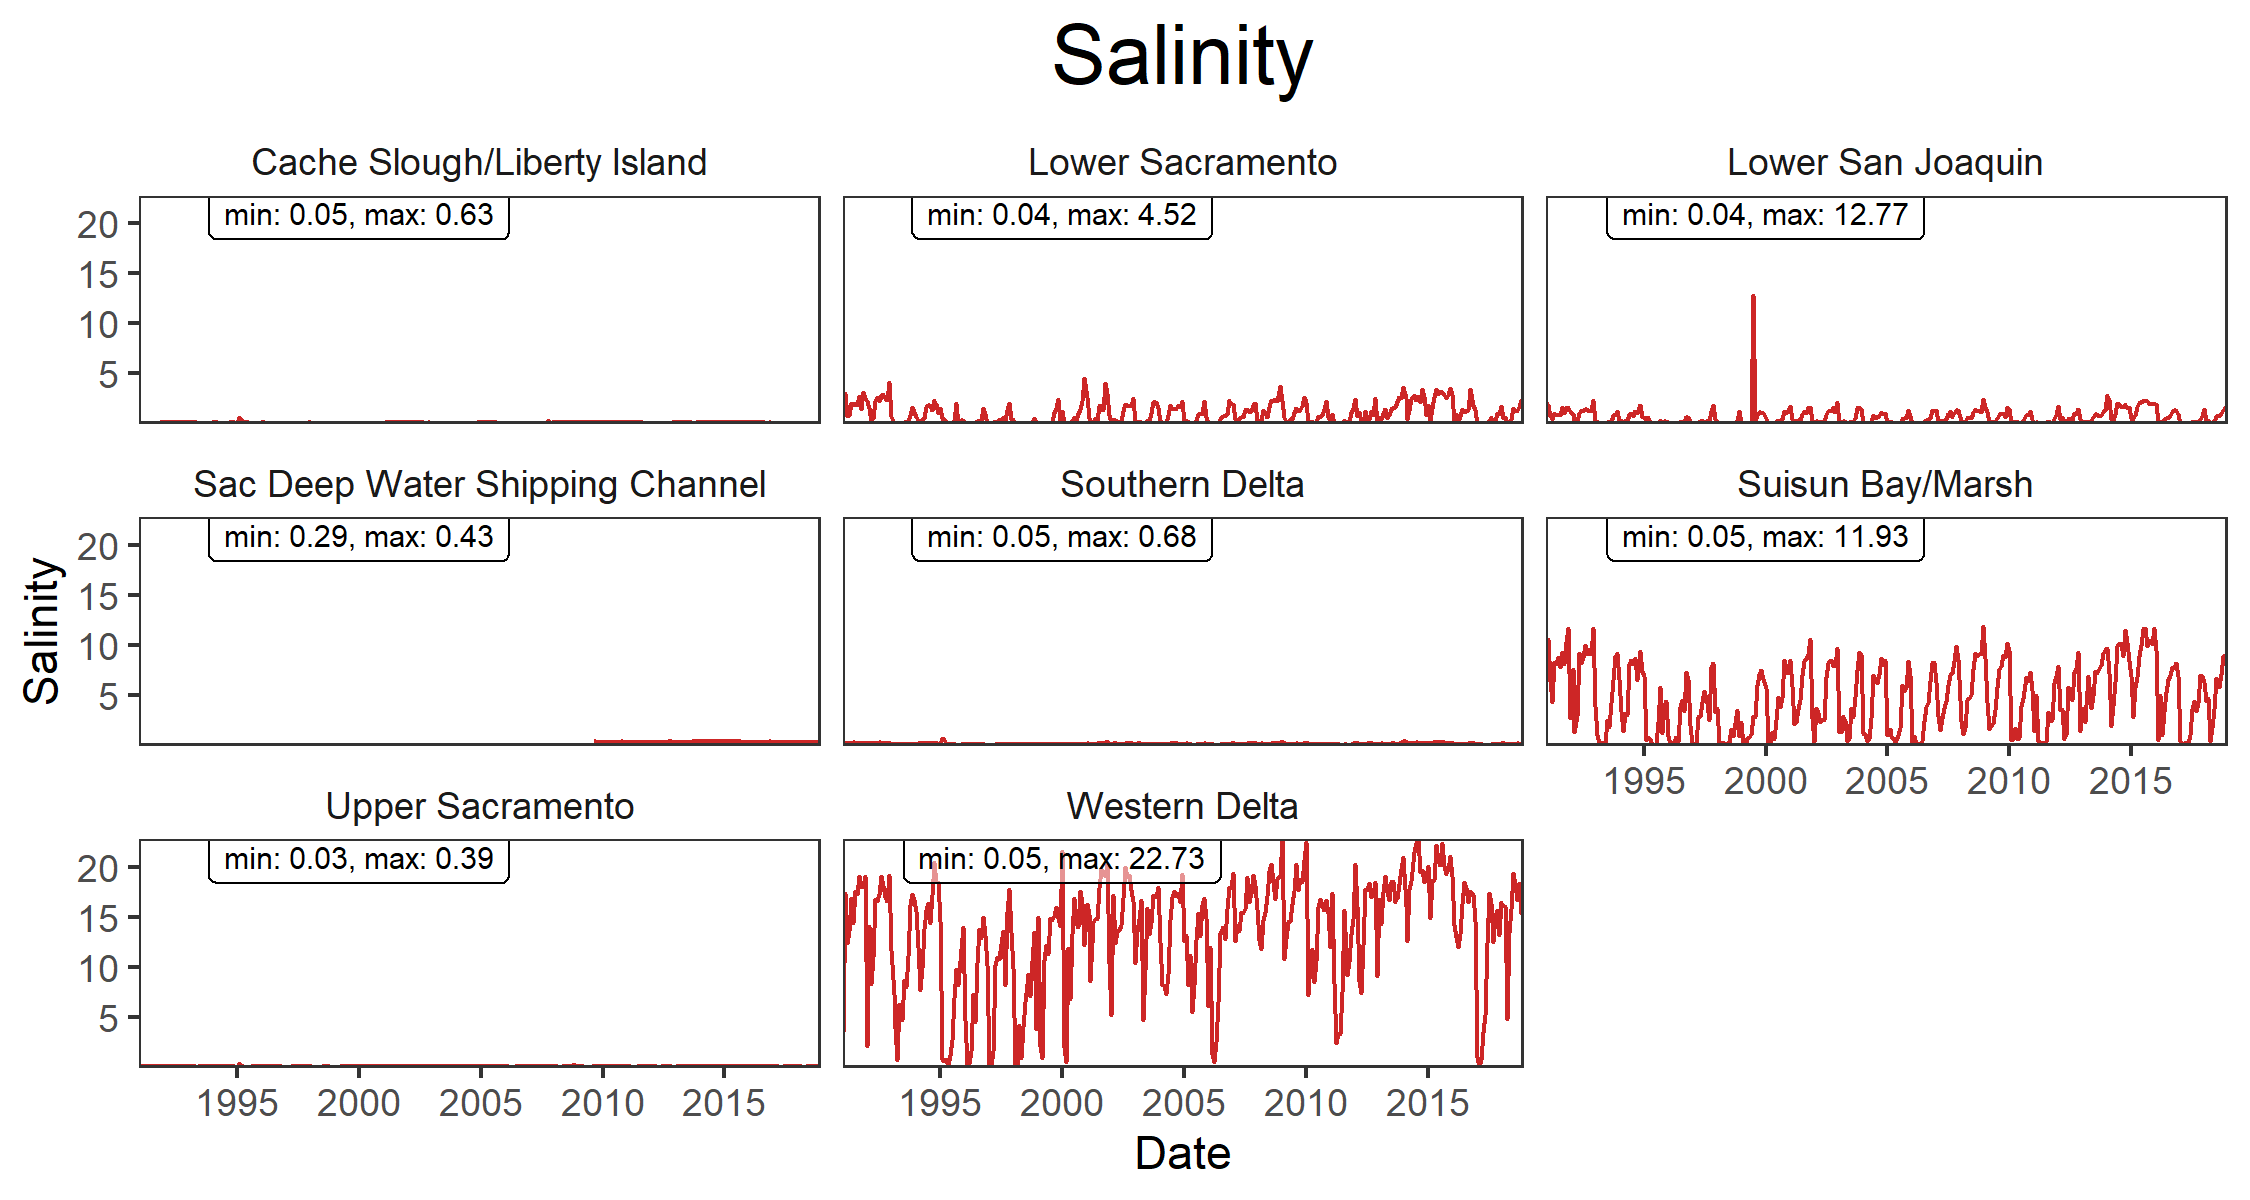 Salinity
Cache Slough/Liberty Island
Lower Sacramento
Lower San Joaquin
min: 0.05, max: 0.63
min: 0.04, max: 4.52
min: 0.04, max: 12.77
20
15
10
5
Sac Deep Water Shipping Channel
Southern Delta
Suisun Bay/Marsh
min: 0.29, max: 0.43
min: 0.05, max: 0.68
min: 0.05, max: 11.93
20
15
10
5
Salinity
1995 2000 2005 2010 2015
Upper Sacramento
Western Delta
min: 0.03, max: 0.39
min: 0.05, max: 22.73
20
15
10
5
1995 2000 2005 2010 2015
1995 2000 2005 2010 2015
Date